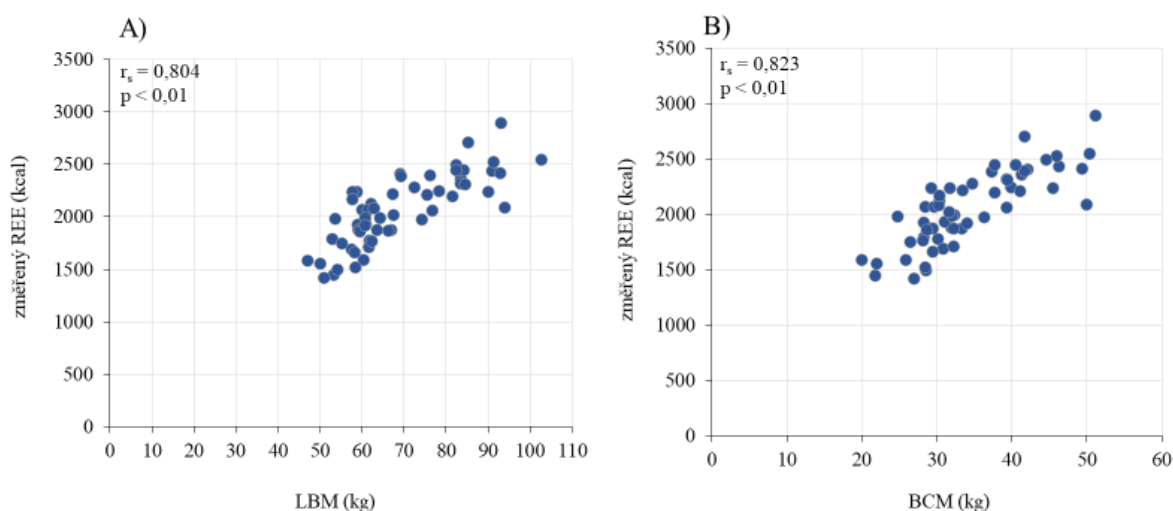 A)
r_s = 0,804
p < 0,01
3500
3000
2500
2000
1500
1000
500
0
změřený REE (kcal)
0 10 20 30 40 50 60 70 80 90 100 110
LBM (kg)
B)
r_s = 0,823
p < 0,01
3500
3000
2500
2000
1500
1000
500
0
změřený REE (kcal)
0 10 20 30 40 50 60
BCM (kg)